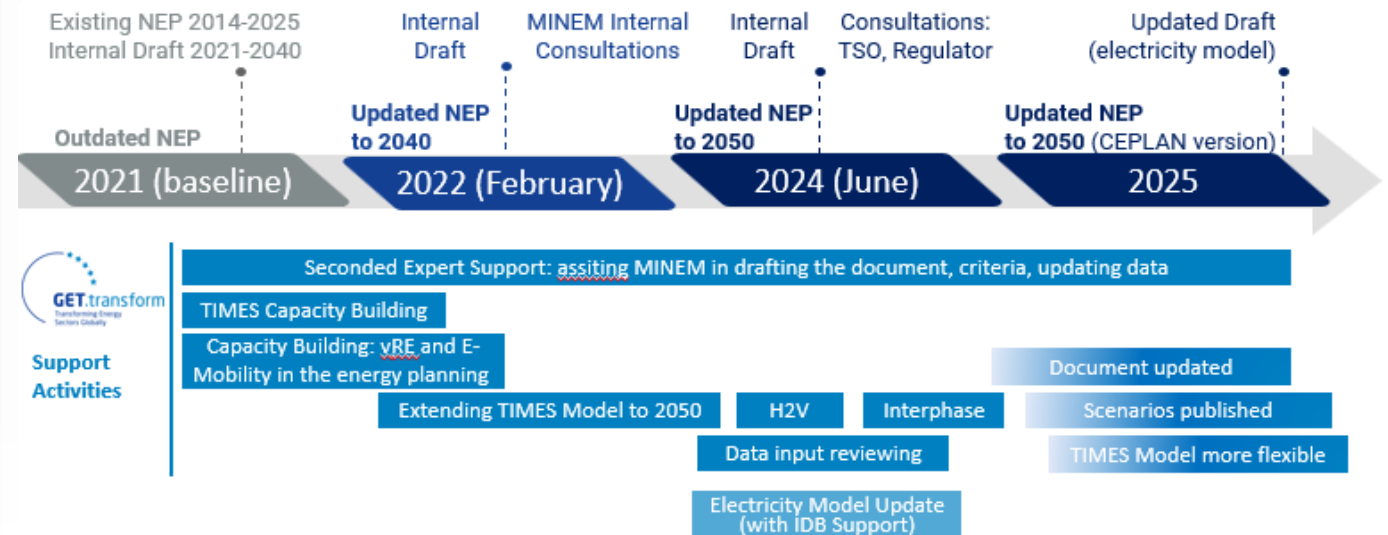 Existing NEP 2014-2025
Internal Draft 2021-2040
Internal
Draft
MINEM Internal
Consultations
Internal
Draft
Consultations:
TSO, Regulator
Updated Draft
(electricity model)
Outdated NEP
Updated NEP
to 2040
Updated NEP
to 2050
Updated NEP
to 2050 (CEPLAN version)
2021 (baseline)
2022 (February)
2024 (June)
2025
GET.transform
Transforming Energy
Sectors Globally
Support
Activities
Seconded Expert Support: assiting MINEM in drafting the document, criteria, updating data
TIMES Capacity Building
Capacity Building: vRE and E-
Mobility in the energy planning
Document updated
Extending TIMES Model to 2050
H2V
Interphase
Scenarios published
Data input reviewing
TIMES Model more flexible
Electricity Model Update
(with IDB Support)